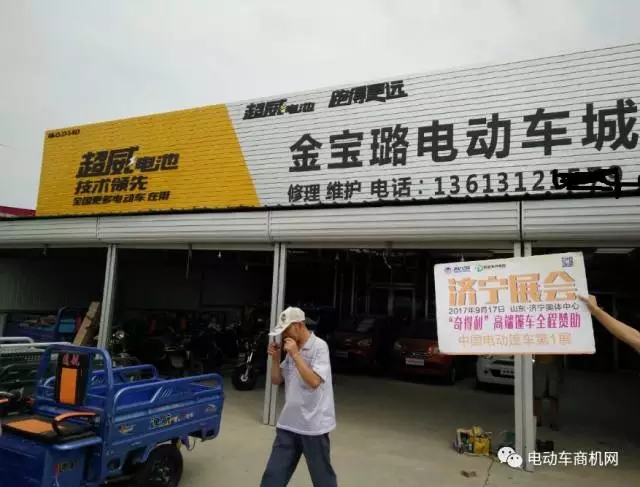 超威电池 跑得更远
超威电池
技术领先
全国更多电动车在用
金宝璐电动车城
修理 维护 电话:1361312
济宁展会
2017年9月17日 山东·济宁奥体中心
"奇得利"高端篷车全程赞助
中国电动篷车第1展
电动车商机网